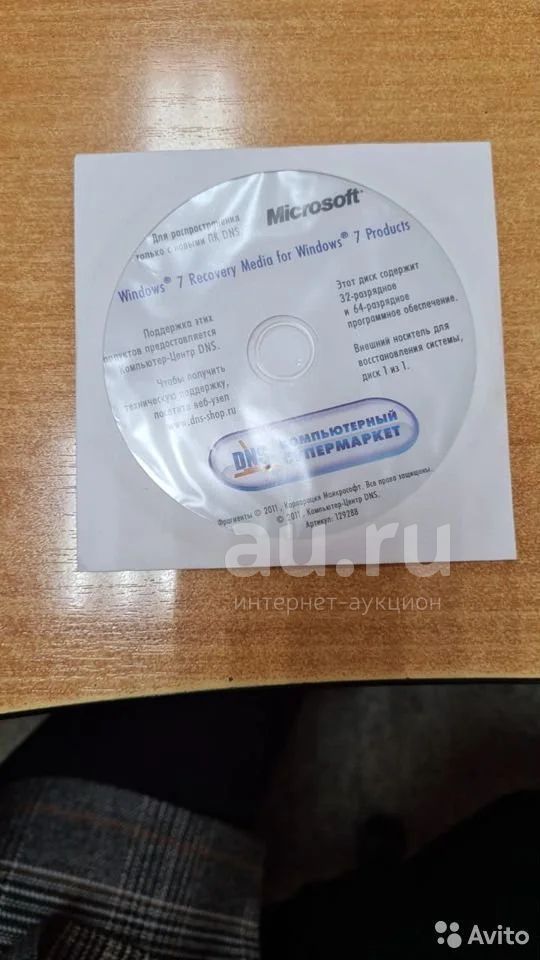 Для распространения
только с новыми ПК DNS
Microsoft®
Windows® 7 Recovery Media for Windows® 7 Products
Поддержка этих
продуктов предоставляется
Компьютер-Центр DNS.
Чтобы получить
техническую поддержку,
посетите веб-узел
www.dns-shop.ru
Этот диск содержит
32-разрядное
и 64-разрядное
программное обеспечение.
Внешний носитель для
восстановления системы,
диск 1 из 1.
DNS КОМПЬЮТЕРНЫЙ
СУПЕРМАРКЕТ
Фрагменты © 2011, Корпорация Майкрософт. Все права защищены.
© 2011, Компьютер-Центр DNS.
Артикул: 129288
au.ru
интернет-аукцион
Avito